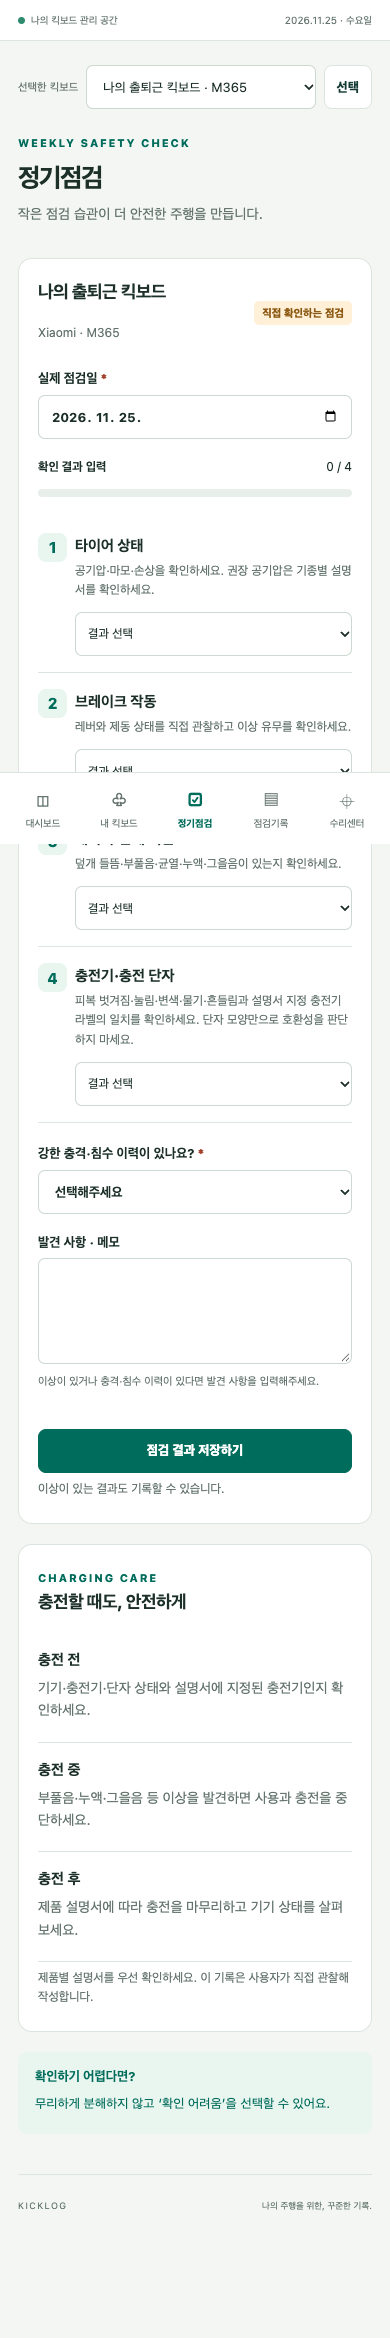 나의 킥보드 관리 공간
2026.11.25 · 수요일
선택한 킥보드
나의 출퇴근 킥보드 · M365
선택
WEEKLY SAFETY CHECK
정기점검
작은 점검 습관이 더 안전한 주행을 만듭니다.
나의 출퇴근 킥보드
직접 확인하는 점검
Xiaomi · M365
실제 점검일 *
2026. 11. 25.
확인 결과 입력
0 / 4
1
타이어 상태
공기압·마모·손상을 확인하세요. 권장 공기압은 기종별 설명
서를 확인하세요.
결과 선택
2
브레이크 작동
레버와 제동 상태를 직접 관찰하고 이상 유무를 확인하세요.
결과 선택
대시보드
내 킥보드
정기점검
점검기록
수리센터
덮개 들뜸·부풀음·균열·누액·그을음이 있는지 확인하세요.
결과 선택
4
충전기·충전 단자
피복 벗겨짐·눌림·변색·물기·흔들림과 설명서 지정 충전기
라벨의 일치를 확인하세요. 단자 모양만으로 호환성을 판단
하지 마세요.
결과 선택
강한 충격·침수 이력이 있나요? *
선택해주세요
발견 사항 · 메모
이상이 있거나 충격·침수 이력이 있다면 발견 사항을 입력해주세요.
점검 결과 저장하기
이상이 있는 결과도 기록할 수 있습니다.
CHARGING CARE
충전할 때도, 안전하게
충전 전
기기·충전기·단자 상태와 설명서에 지정된 충전기인지 확
인하세요.
충전 중
부풀음·누액·그을음 등 이상을 발견하면 사용과 충전을 중
단하세요.
충전 후
제품 설명서에 따라 충전을 마무리하고 기기 상태를 살펴
보세요.
제품별 설명서를 우선 확인하세요. 이 기록은 사용자가 직접 관찰해
작성합니다.
확인하기 어렵다면?
무리하게 분해하지 않고 ‘확인 어려움’을 선택할 수 있어요.
KICKLOG
나의 주행을 위한, 꾸준한 기록.